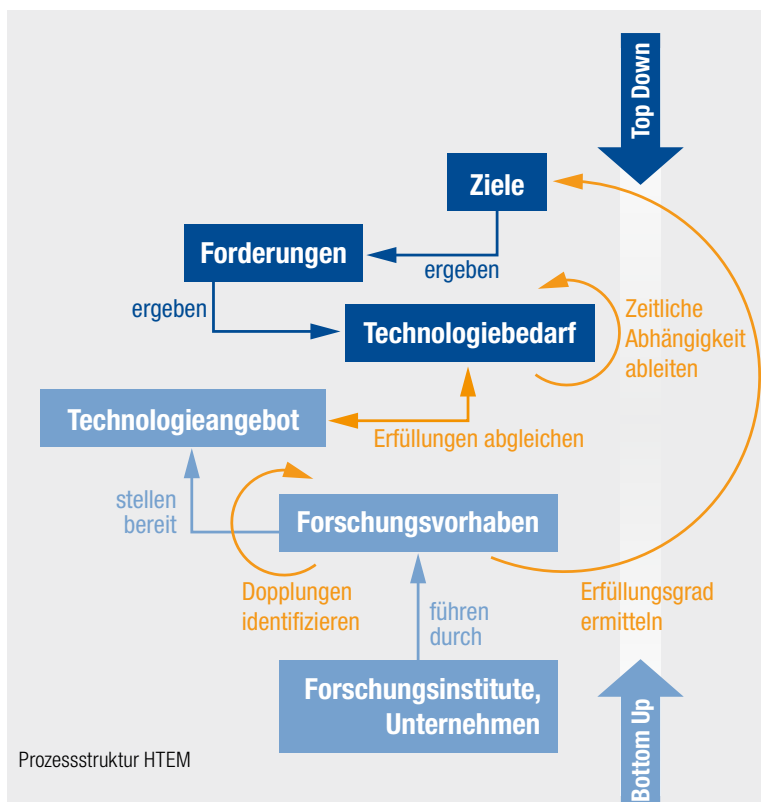 Top Down
Ziele
Forderungen
ergeben
ergeben
Technologiebedarf
Zeitliche
Abhängigkeit
ableiten
Technologieangebot
Erfüllungen abgleichen
stellen
bereit
Forschungsvorhaben
Dopplungen
identifizieren
führen
durch
Erfüllungsgrad
ermitteln
Forschungsinstitute,
Unternehmen
Bottom Up
Prozessstruktur HTEM